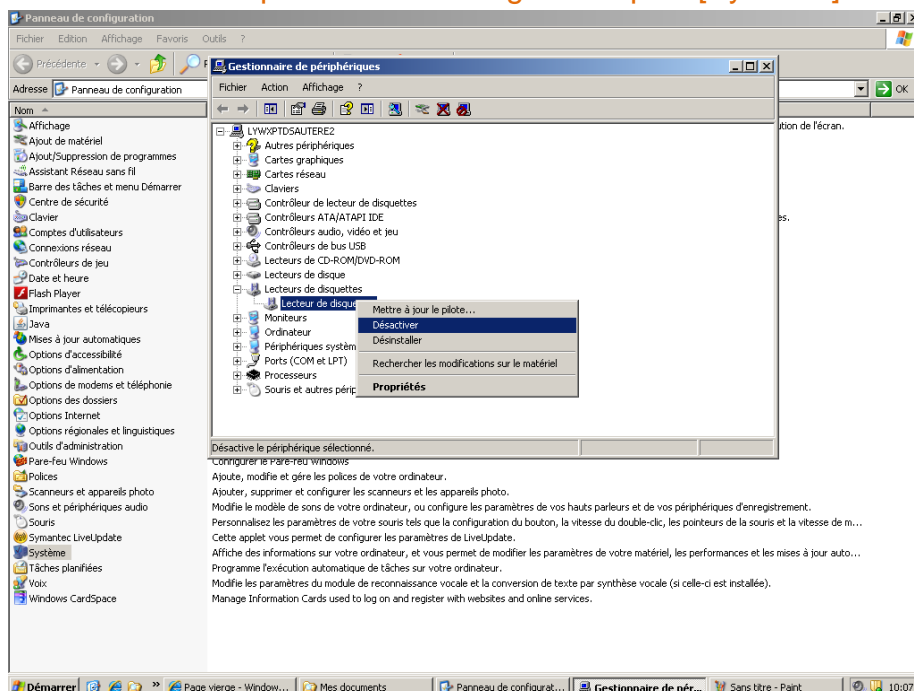 Panneau de configuration
Fichier Edition Affichage Favoris Outils ?
Précédente
Adresse Panneau de configuration
OK
Nom
Affichage
Ajout de matériel
Ajout/Suppression de programmes
Assistant Réseau sans fil
Barre des tâches et menu Démarrer
Centre de sécurité
Clavier
Comptes d'utilisateurs
Connexions réseau
Contrôleurs de jeu
Date et heure
Flash Player
Imprimantes et télécopieurs
Java
Mises à jour automatiques
Options d'accessibilité
Options d'alimentation
Options de modems et téléphonie
Options des dossiers
Options Internet
Options régionales et linguistiques
Outils d'administration
Pare-feu Windows
Polices
Scanneurs et appareils photo
Sons et périphériques audio
Souris
Symantec LiveUpdate
Système
Tâches planifiées
Voix
Windows CardSpace
Gestionnaire de périphériques
Fichier Action Affichage ?
LYWXPTDSAUTERE2
Autres périphériques
Cartes graphiques
Cartes réseau
Claviers
Contrôleur de lecteur de disquettes
Contrôleurs ATA/ATAPI IDE
Contrôleurs audio, vidéo et jeu
Contrôleurs de bus USB
Lecteurs de CD-ROM/DVD-ROM
Lecteurs de disque
Lecteurs de disquettes
Lecteur de disque
Moniteurs
Ordinateur
Périphériques systèm
Ports (COM et LPT)
Processeurs
Souris et autres périp
Mettre à jour le pilote...
Désactiver
Désinstaller
Rechercher les modifications sur le matériel
Propriétés
Désactive le périphérique sélectionné.
ution de l'écran.
es.
Configurer le Pare-feu Windows
Ajoute, modifie et gère les polices de votre ordinateur.
Ajouter, supprimer et configurer les scanneurs et les appareils photo.
Modifie le modèle de sons de votre ordinateur, ou configure les paramètres de vos hauts parleurs et de vos périphériques d'enregistrement.
Personnalisez les paramètres de votre souris tels que la configuration du bouton, la vitesse du double-clic, les pointeurs de la souris et la vitesse de m...
Cette applet vous permet de configurer les paramètres de LiveUpdate.
Affiche des informations sur votre ordinateur, et vous permet de modifier les paramètres de votre matériel, les performances et les mises à jour auto...
Programme l'exécution automatique de tâches sur votre ordinateur.
Modifie les paramètres du module de reconnaissance vocale et la conversion de texte par synthèse vocale (si celle-ci est installée).
Manage Information Cards used to log on and register with websites and online services.
Démarrer
»
Page vierge - Window...
Mes documents
Panneau de configurat...
Gestionnaire de pér...
Sans titre - Paint
10:07